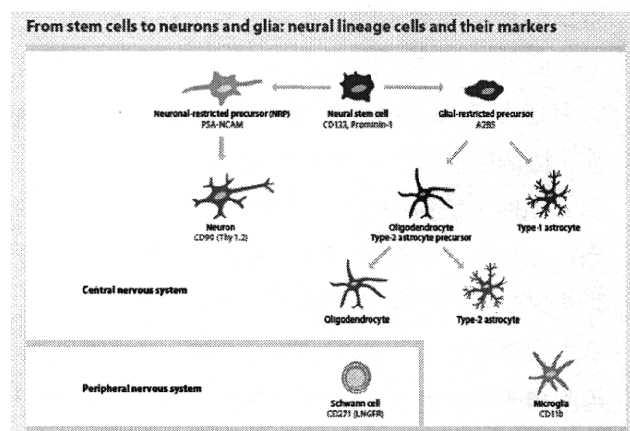 From stem cells to neurons and glia: neural lineage cells and their markers
Neuronal-restricted precursor (NRP)
PSA-NCAM
Neural stem cell
CD133, Prominin-1
Glial-restricted precursor
A2B5
Neuron
CD90 (Thy 1.2)
Oligodendrocyte
Type-2 astrocyte precursor
Type-1 astrocyte
Central nervous system
Oligodendrocyte
Type-2 astrocyte
Peripheral nervous system
Schwann cell
CD271 (LNGFR)
Microglia
CD11b